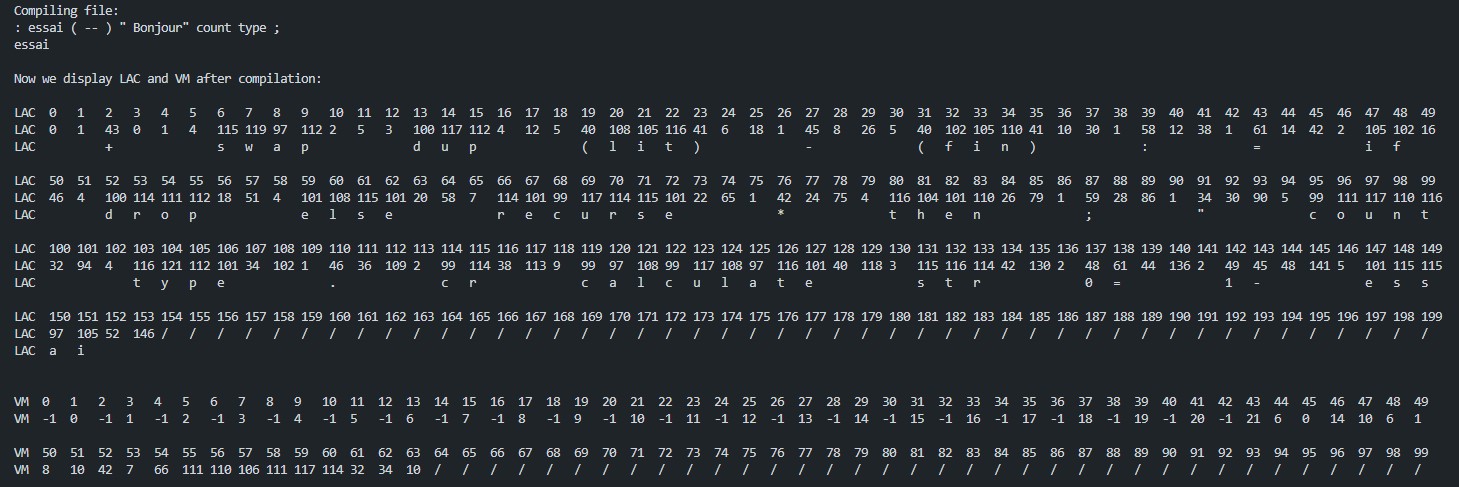 Compiling file:
: essai ( -- ) " Bonjour" count type ;
essai
Now we display LAC and VM after compilation:
LAC 0 1 2 3 4 5 6 7 8 9 10 11 12 13 14 15 16 17 18 19 20 21 22 23 24 25 26 27 28 29 30 31 32 33 34 35 36 37 38 39 40 41 42 43 44 45 46 47 48 49
LAC 0 1 43 0 1 4 115 119 97 112 2 5 3 100 117 112 4 12 5 40 108 105 116 41 6 18 1 45 8 26 5 40 102 105 110 41 10 30 1 58 12 38 1 61 14 42 2 105 102 16
LAC + s w a p d u p ( l i t ) - ( f i n ) : = i f
LAC 50 51 52 53 54 55 56 57 58 59 60 61 62 63 64 65 66 67 68 69 70 71 72 73 74 75 76 77 78 79 80 81 82 83 84 85 86 87 88 89 90 91 92 93 94 95 96 97 98 99
LAC 46 4 100 114 111 112 18 51 4 101 108 115 101 20 58 7 114 101 99 117 114 115 101 22 65 1 42 24 75 4 116 104 101 110 26 79 1 59 28 86 1 34 30 90 5 99 111 117 110 116
LAC d r o p e l s e r e c u r s e * t h e n ; " c o u n t
LAC 100 101 102 103 104 105 106 107 108 109 110 111 112 113 114 115 116 117 118 119 120 121 122 123 124 125 126 127 128 129 130 131 132 133 134 135 136 137 138 139 140 141 142 143 144 145 146 147 148 149
LAC 32 94 4 116 121 112 101 34 102 1 46 36 109 2 99 114 38 113 9 99 97 108 99 117 108 97 116 101 40 118 3 115 116 114 42 130 2 48 61 44 136 2 49 45 48 141 5 101 115 115
LAC t y p e . c r c a l c u l a t e s t r 0 = 1 - e s s
LAC 150 151 152 153 154 155 156 157 158 159 160 161 162 163 164 165 166 167 168 169 170 171 172 173 174 175 176 177 178 179 180 181 182 183 184 185 186 187 188 189 190 191 192 193 194 195 196 197 198 199
LAC 97 105 52 146 / / / / / / / / / / / / / / / / / / / / / / / / / / / / / / / / / / / / / / / / / / / / / /
LAC a i
VM 0 1 2 3 4 5 6 7 8 9 10 11 12 13 14 15 16 17 18 19 20 21 22 23 24 25 26 27 28 29 30 31 32 33 34 35 36 37 38 39 40 41 42 43 44 45 46 47 48 49
VM -1 0 -1 1 -1 2 -1 3 -1 4 -1 5 -1 6 -1 7 -1 8 -1 9 -1 10 -1 11 -1 12 -1 13 -1 14 -1 15 -1 16 -1 17 -1 18 -1 19 -1 20 -1 21 6 0 14 10 6 1
VM 50 51 52 53 54 55 56 57 58 59 60 61 62 63 64 65 66 67 68 69 70 71 72 73 74 75 76 77 78 79 80 81 82 83 84 85 86 87 88 89 90 91 92 93 94 95 96 97 98 99
VM 8 10 42 7 66 111 110 106 111 117 114 32 34 10 / / / / / / / / / / / / / / / / / / / / / / / / / / / / / / / / / / / /